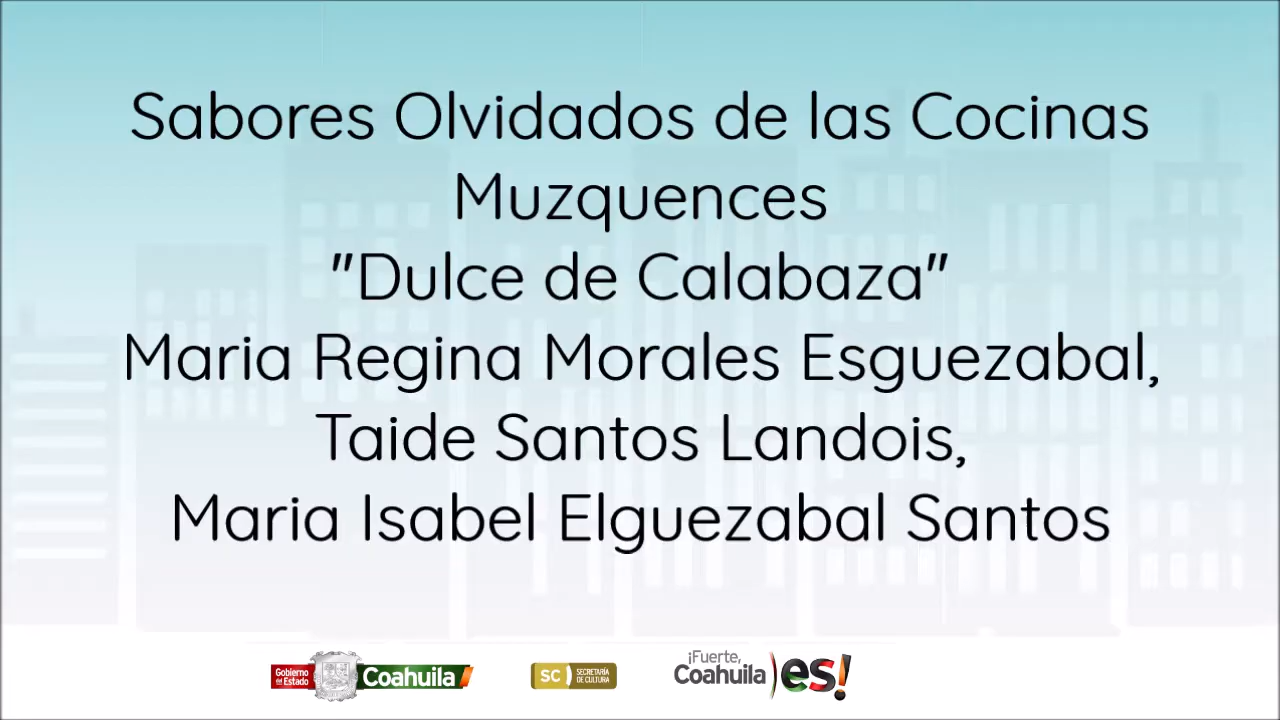 Sabores Olvidados de las Cocinas
Muzquences
"Dulce de Calabaza"
Maria Regina Morales Esguezabal,
Taide Santos Landois,
Maria Isabel Elguezabal Santos
Gobierno del Estado
Coahuila
SC
SECRETARÍA DE CULTURA
¡Fuerte, Coahuila es!